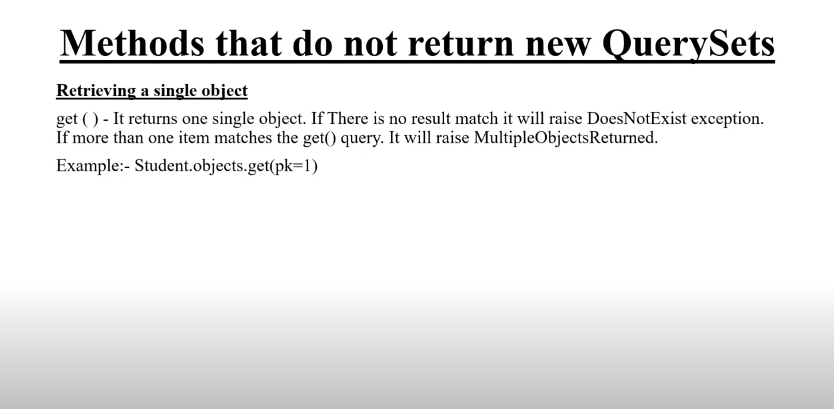 Methods that do not return new QuerySets
Retrieving a single object
get ( ) - It returns one single object. If There is no result match it will raise DoesNotExist exception.
If more than one item matches the get() query. It will raise MultipleObjectsReturned.
Example:- Student.objects.get(pk=1)